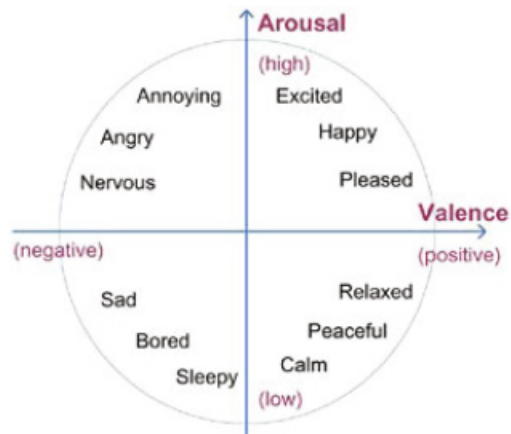 Arousal
(high)
Annoying
Excited
Angry
Happy
Nervous
Pleased
Valence
(negative)
(positive)
Sad
Relaxed
Bored
Peaceful
Sleepy
Calm
(low)